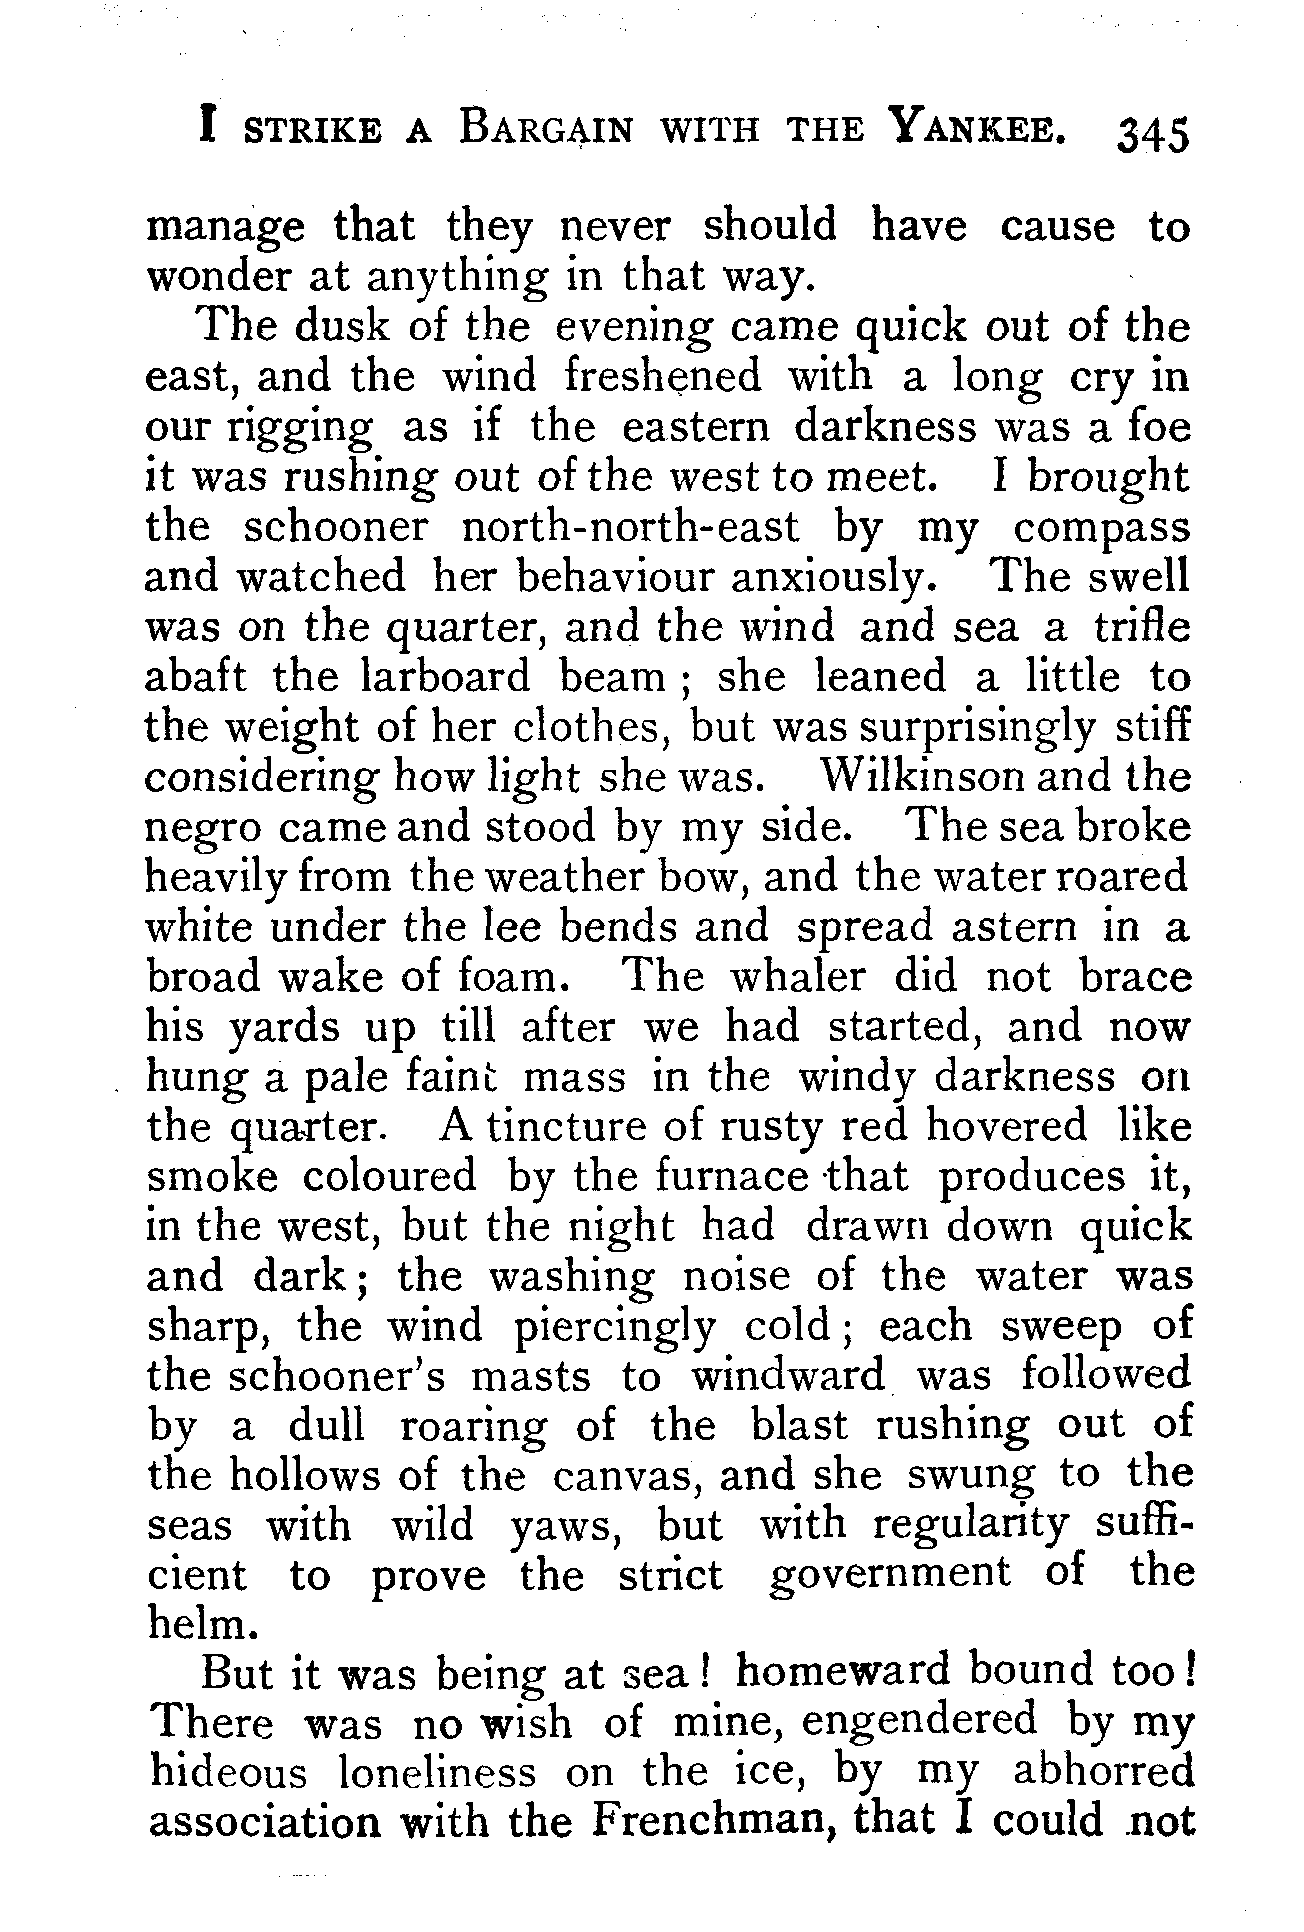 I STRIKE A BARGAIN WITH THE YANKEE. 345
manage that they never should have cause to
wonder at anything in that way.
The dusk of the evening came quick out of the
east, and the wind freshened with a long cry in
our rigging as if the eastern darkness was a foe
it was rushing out of the west to meet. I brought
the schooner north-north-east by my compass
and watched her behaviour anxiously. The swell
was on the quarter, and the wind and sea a trifle
abaft the larboard beam ; she leaned a little to
the weight of her clothes, but was surprisingly stiff
considering how light she was. Wilkinson and the
negro came and stood by my side. The sea broke
heavily from the weather bow, and the water roared
white under the lee bends and spread astern in a
broad wake of foam. The whaler did not brace
his yards up till after we had started, and now
hung a pale faint mass in the windy darkness on
the quarter. A tincture of rusty red hovered like
smoke coloured by the furnace that produces it,
in the west, but the night had drawn down quick
and dark ; the washing noise of the water was
sharp, the wind piercingly cold ; each sweep of
the schooner's masts to windward was followed
by a dull roaring of the blast rushing out of
the hollows of the canvas, and she swung to the
seas with wild yaws, but with regularity suffi-
cient to prove the strict government of the
helm.
But it was being at sea ! homeward bound too !
There was no wish of mine, engendered by my
hideous loneliness on the ice, by my abhorred
association with the Frenchman, that I could not